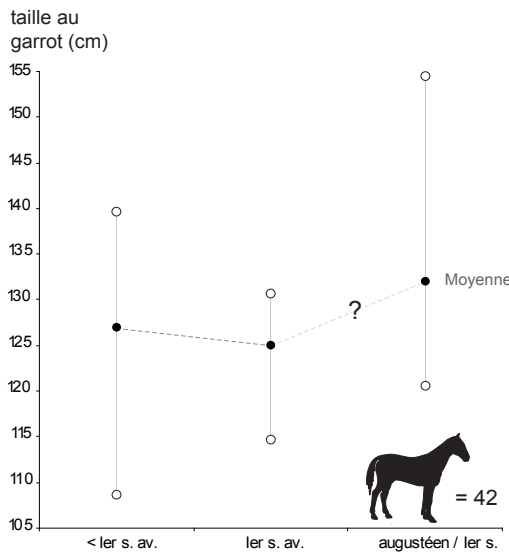 taille au
garrot (cm)
155
150
145
140
135
130
125
120
115
110
105
?
Moyenne
= 42
< Ier s. av.
Ier s. av.
augustéen / Ier s.